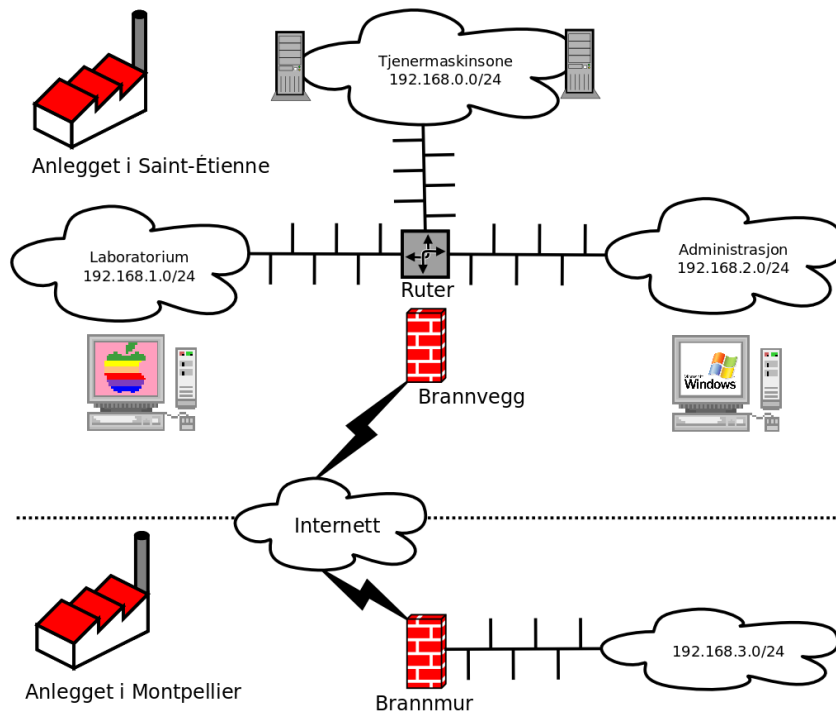 Tjenermaskinsone
192.168.0.0/24
Anlegget i Saint-Étienne
Laboratorium
192.168.1.0/24
Administrasjon
192.168.2.0/24
Ruter
Brannvegg
Windows
Internett
192.168.3.0/24
Anlegget i Montpellier
Brannmur